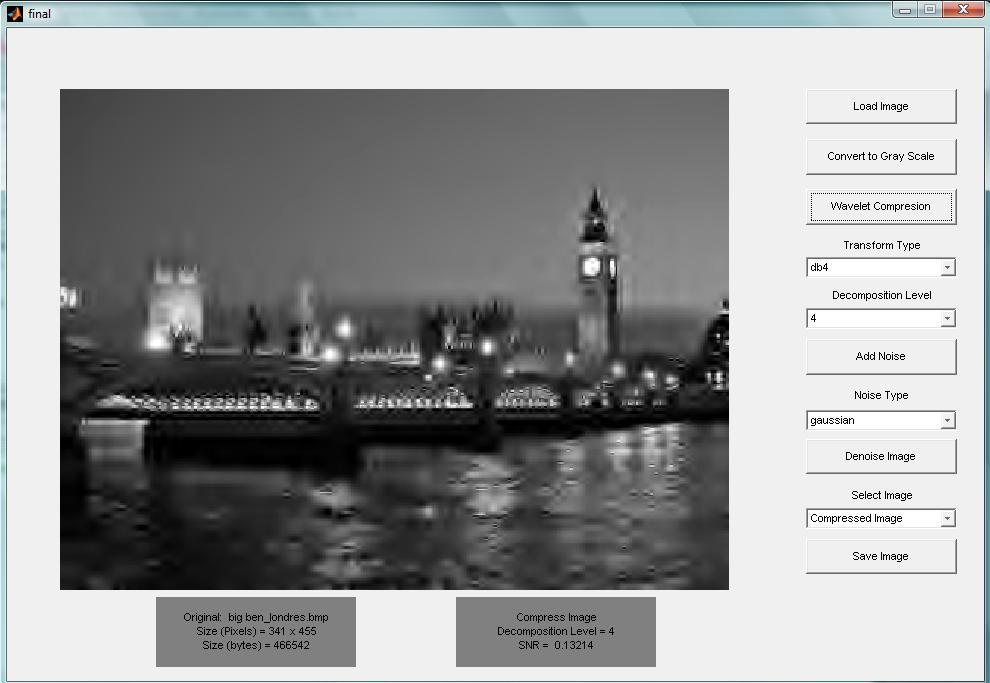 final
Load Image
Convert to Gray Scale
Wavelet Compresion
Transform Type
db4
Decomposition Level
4
Add Noise
Noise Type
gaussian
Denoise Image
Select Image
Compressed Image
Save Image
Original:  big ben_londres.bmp
Size (Pixels) = 341 x 455
Size (bytes) = 466542
Compress Image
Decomposition Level = 4
SNR =  0.13214